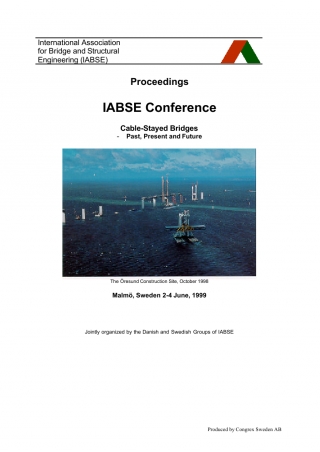 International Association
for Bridge and Structural
Engineering (IABSE)
Proceedings
IABSE Conference
Cable-Stayed Bridges
- Past, Present and Future
The Öresund Construction Site, October 1998
Malmö, Sweden 2-4 June, 1999
Jointly organized by the Danish and Swedish Groups of IABSE
Produced by Congrex Sweden AB